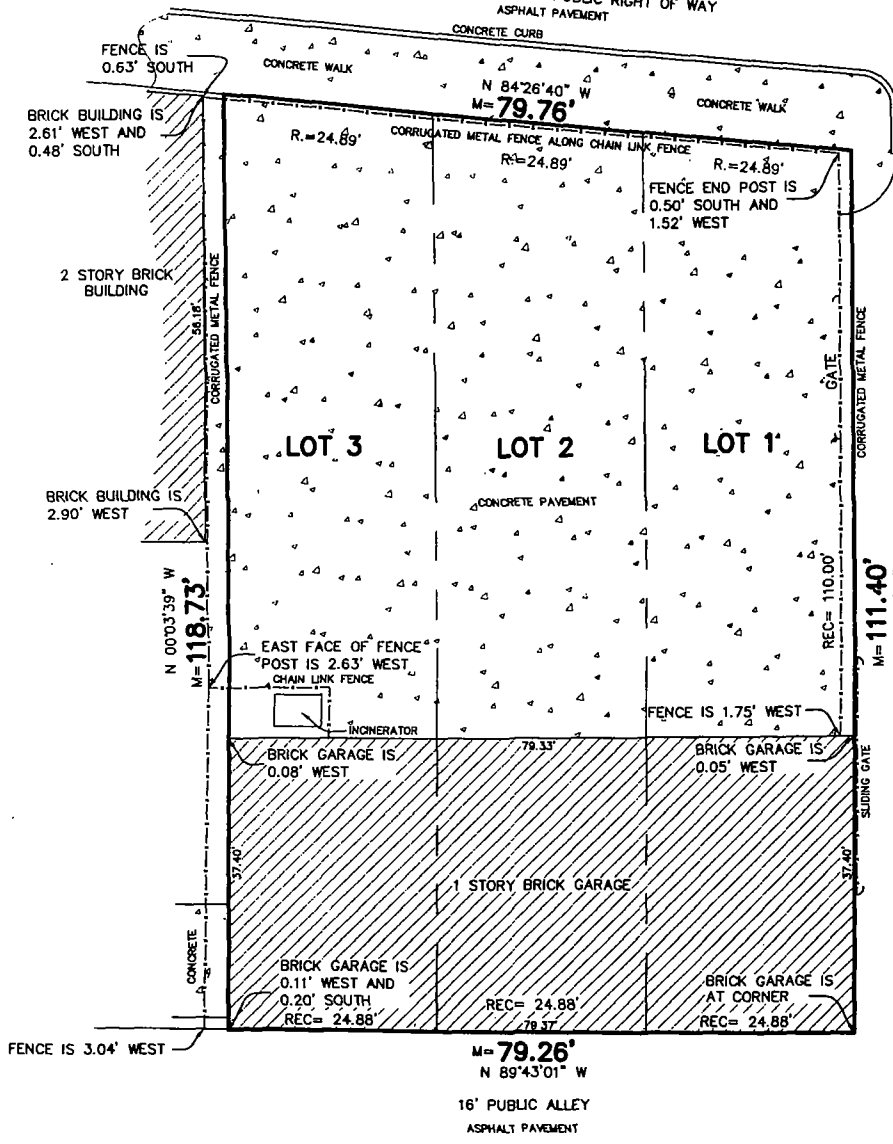 PUBLIC RIGHT OF WAY
ASPHALT PAVEMENT
CONCRETE CURB
FENCE IS
0.63' SOUTH
CONCRETE WALK
N 84°26'40" W
M=79.76'
CONCRETE WALK
BRICK BUILDING IS
2.61' WEST AND
0.48' SOUTH
CORRUGATED METAL FENCE ALONG CHAIN LINK FENCE
R.=24.89'
R.=24.89'
R.=24.89'
FENCE END POST IS
0.50' SOUTH AND
1.52' WEST
2 STORY BRICK
BUILDING
56.18'
CORRUGATED METAL FENCE
GATE
CORRUGATED METAL FENCE
LOT 3
LOT 2
LOT 1
CONCRETE PAVEMENT
BRICK BUILDING IS
2.90' WEST
N 00°03'39" W
M=118.73'
REC= 110.00'
M=111.40'
EAST FACE OF FENCE
POST IS 2.63' WEST
CHAIN LINK FENCE
INCINERATOR
FENCE IS 1.75' WEST
BRICK GARAGE IS
0.08' WEST
79.33'
BRICK GARAGE IS
0.05' WEST
SLIDING GATE
37.40'
37.40'
1 STORY BRICK GARAGE
CONCRETE
BRICK GARAGE IS
0.11' WEST AND
0.20' SOUTH
BRICK GARAGE IS
AT CORNER
REC= 24.88'
REC= 24.88'
REC= 24.88'
79.37'
FENCE IS 3.04' WEST
M=79.26'
N 89°43'01" W
16' PUBLIC ALLEY
ASPHALT PAVEMENT